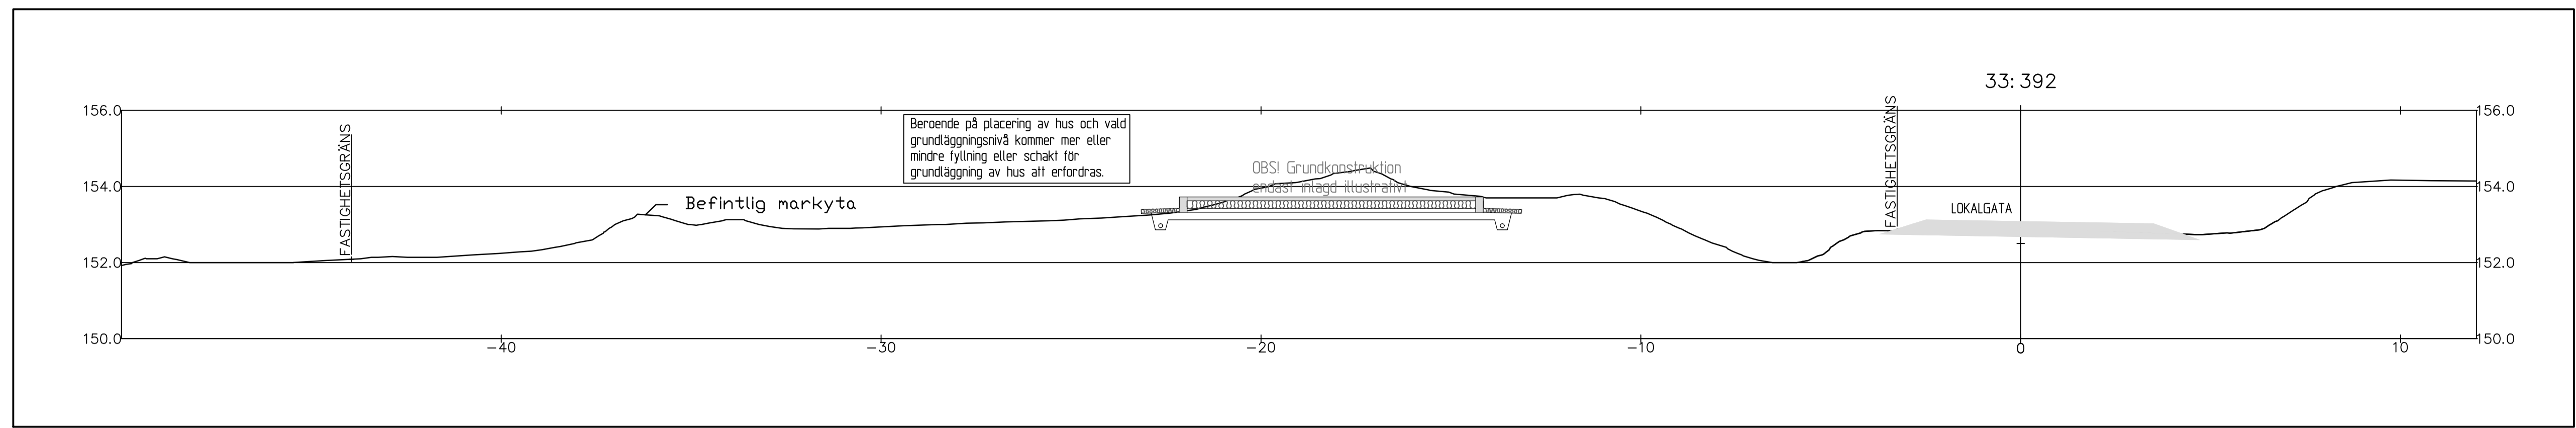 33:392
156.0
156.0
FASTIGHETSGRÄNS
FASTIGHETSGRÄNS
Beroende på placering av hus och vald
grundläggningsnivå kommer mer eller
mindre fyllning eller schakt för
grundläggning av hus att erfordras.
OBS! Grundkonstruktion
endast inlagd illustrativt
154.0
154.0
Befintlig markyta
LOKALGATA
152.0
152.0
150.0
150.0
-40
-30
-20
-10
0
10